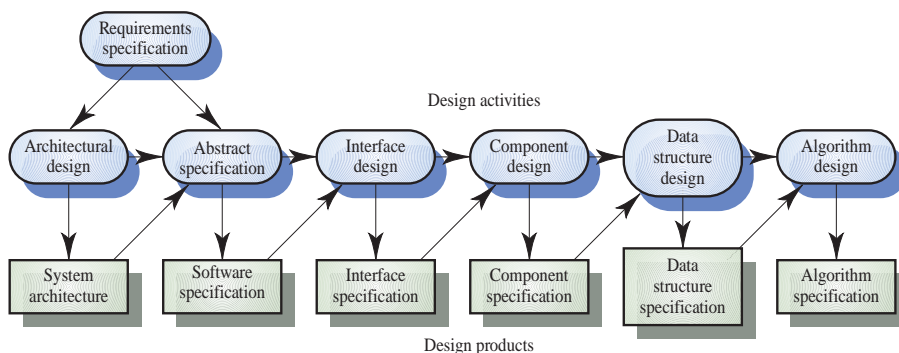 Requirements
specification
Design activities
Architectural
design
Abstract
specification
Interface
design
Component
design
Data
structure
design
Algorithm
design
System
architecture
Software
specification
Interface
specification
Component
specification
Data
structure
specification
Algorithm
specification
Design products